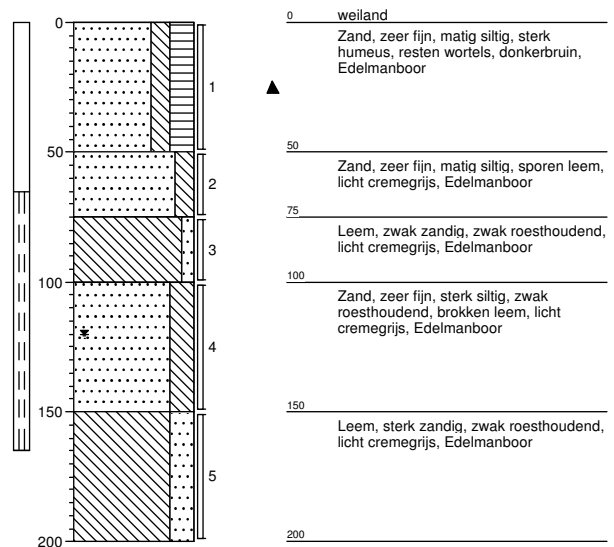 0
50
100
150
200
1
2
3
4
5
0 weiland
Zand, zeer fijn, matig siltig, sterk
humeus, resten wortels, donkerbruin,
Edelmanboor
50
Zand, zeer fijn, matig siltig, sporen leem,
licht cremegrijs, Edelmanboor
75
Leem, zwak zandig, zwak roesthoudend,
licht cremegrijs, Edelmanboor
100
Zand, zeer fijn, sterk siltig, zwak
roesthoudend, brokken leem, licht
cremegrijs, Edelmanboor
150
Leem, sterk zandig, zwak roesthoudend,
licht cremegrijs, Edelmanboor
200